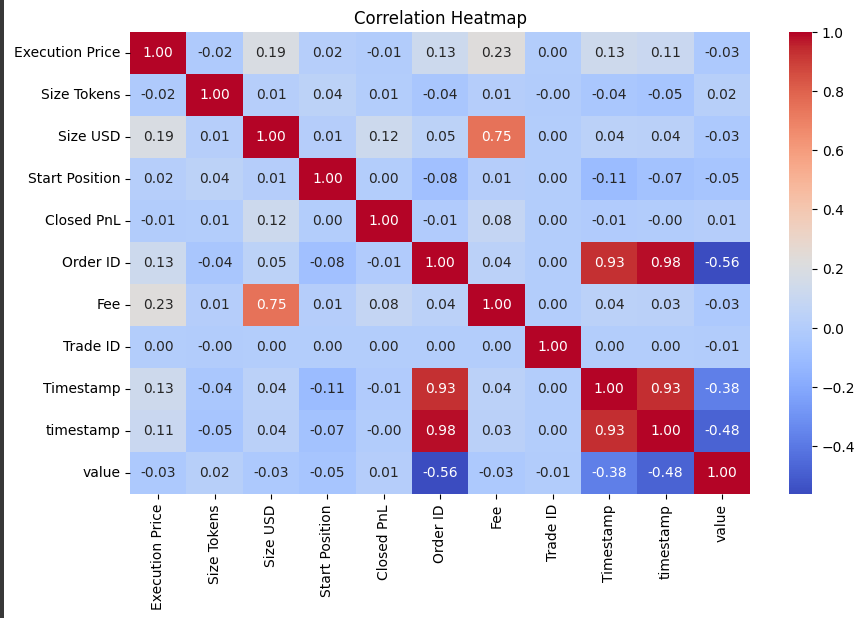 Correlation Heatmap
Execution Price 1.00 -0.02 0.19 0.02 -0.01 0.13 0.23 0.00 0.13 0.11 -0.03
Size Tokens -0.02 1.00 0.01 0.04 0.01 -0.04 0.01 -0.00 -0.04 -0.05 0.02
Size USD 0.19 0.01 1.00 0.01 0.12 0.05 0.75 0.00 0.04 0.04 -0.03
Start Position 0.02 0.04 0.01 1.00 0.00 -0.08 0.01 0.00 -0.11 -0.07 -0.05
Closed PnL -0.01 0.01 0.12 0.00 1.00 -0.01 0.08 0.00 -0.01 -0.00 0.01
Order ID 0.13 -0.04 0.05 -0.08 -0.01 1.00 0.04 0.00 0.93 0.98 -0.56
Fee 0.23 0.01 0.75 0.01 0.08 0.04 1.00 0.00 0.04 0.03 -0.03
Trade ID 0.00 -0.00 0.00 0.00 0.00 0.00 0.00 1.00 0.00 0.00 -0.01
Timestamp 0.13 -0.04 0.04 -0.11 -0.01 0.93 0.04 0.00 1.00 0.93 -0.38
timestamp 0.11 -0.05 0.04 -0.07 -0.00 0.98 0.03 0.00 0.93 1.00 -0.48
value -0.03 0.02 -0.03 -0.05 0.01 -0.56 -0.03 -0.01 -0.38 -0.48 1.00
Execution Price
Size Tokens
Size USD
Start Position
Closed PnL
Order ID
Fee
Trade ID
Timestamp
timestamp
value
1.0
0.8
0.6
0.4
0.2
0.0
−0.2
−0.4